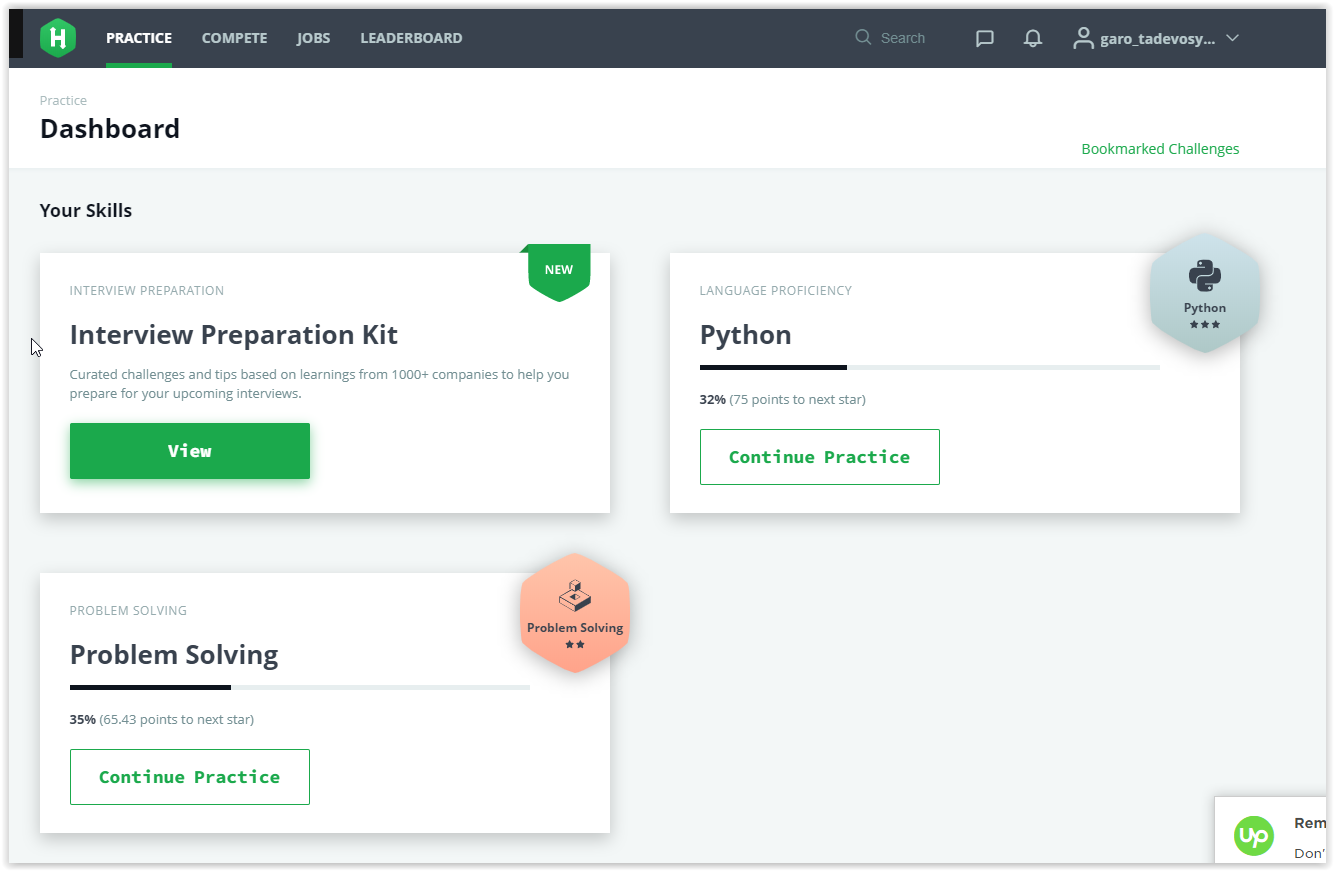 H PRACTICE COMPETE JOBS LEADERBOARD Search garo_tadevosy...
Practice
Dashboard
Bookmarked Challenges
Your Skills
NEW
INTERVIEW PREPARATION
Interview Preparation Kit
Curated challenges and tips based on learnings from 1000+ companies to help you
prepare for your upcoming interviews.
View
Python
LANGUAGE PROFICIENCY
Python
32% (75 points to next star)
Continue Practice
Problem Solving
PROBLEM SOLVING
Problem Solving
35% (65.43 points to next star)
Continue Practice
Up
Rem
Don'